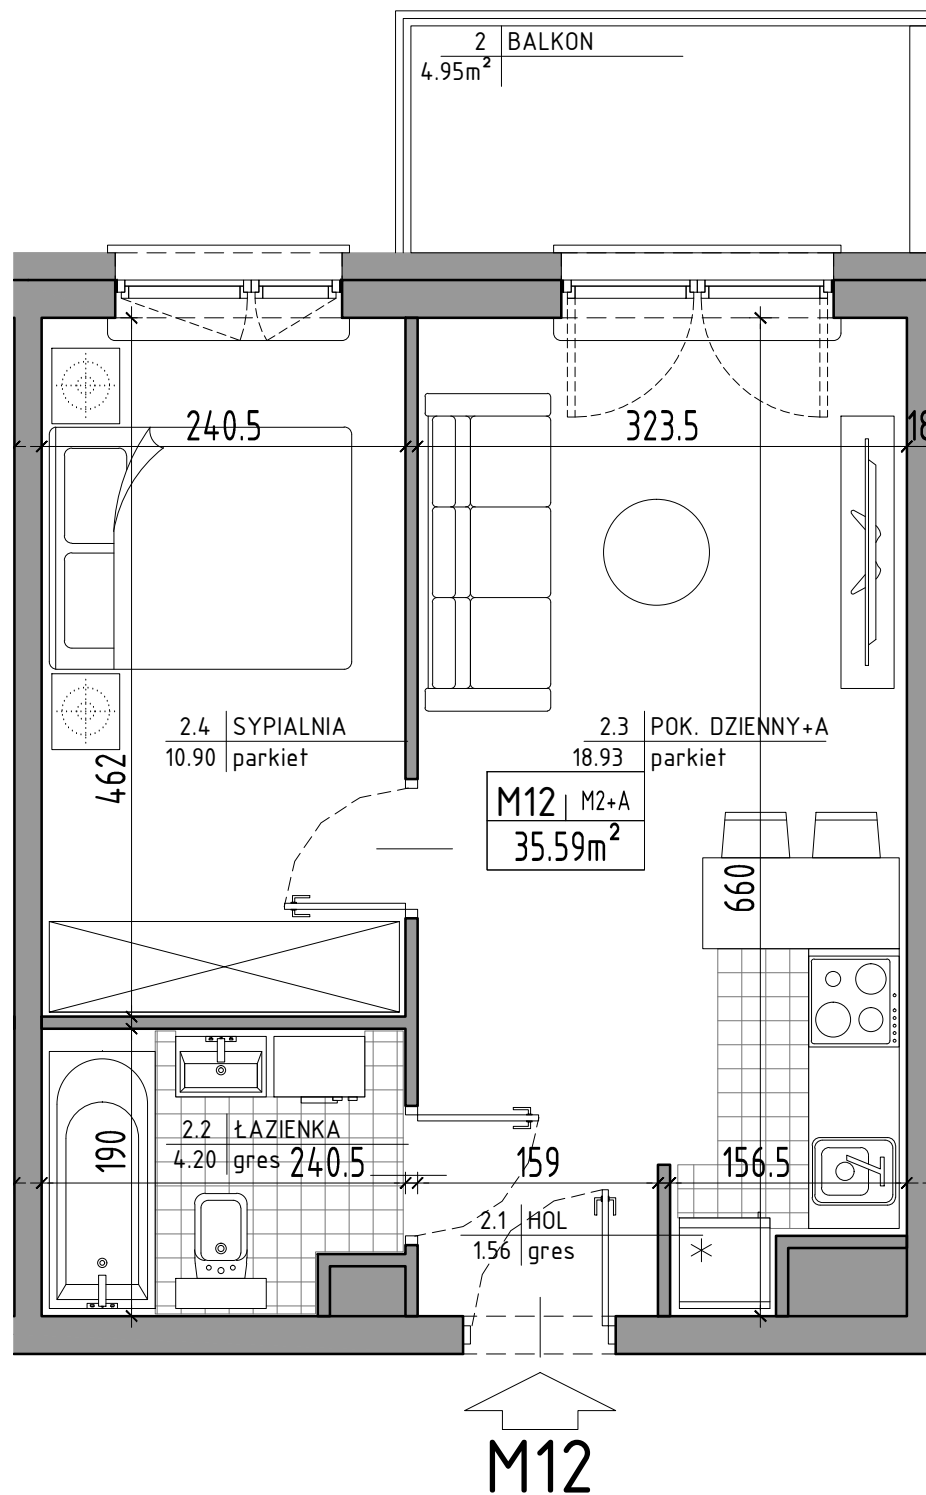 2 BALKON
4.95m²
240.5
323.5
18
2.4 SYPIALNIA
10.90 parkiet
2.3 POK. DZIENNY+A
18.93 parkiet
462
M12 M2+A
35.59m²
660
2.2 ŁAZIENKA
4.20 gres
190
240.5
159
156.5
2.1 HOL
1.56 gres
M12